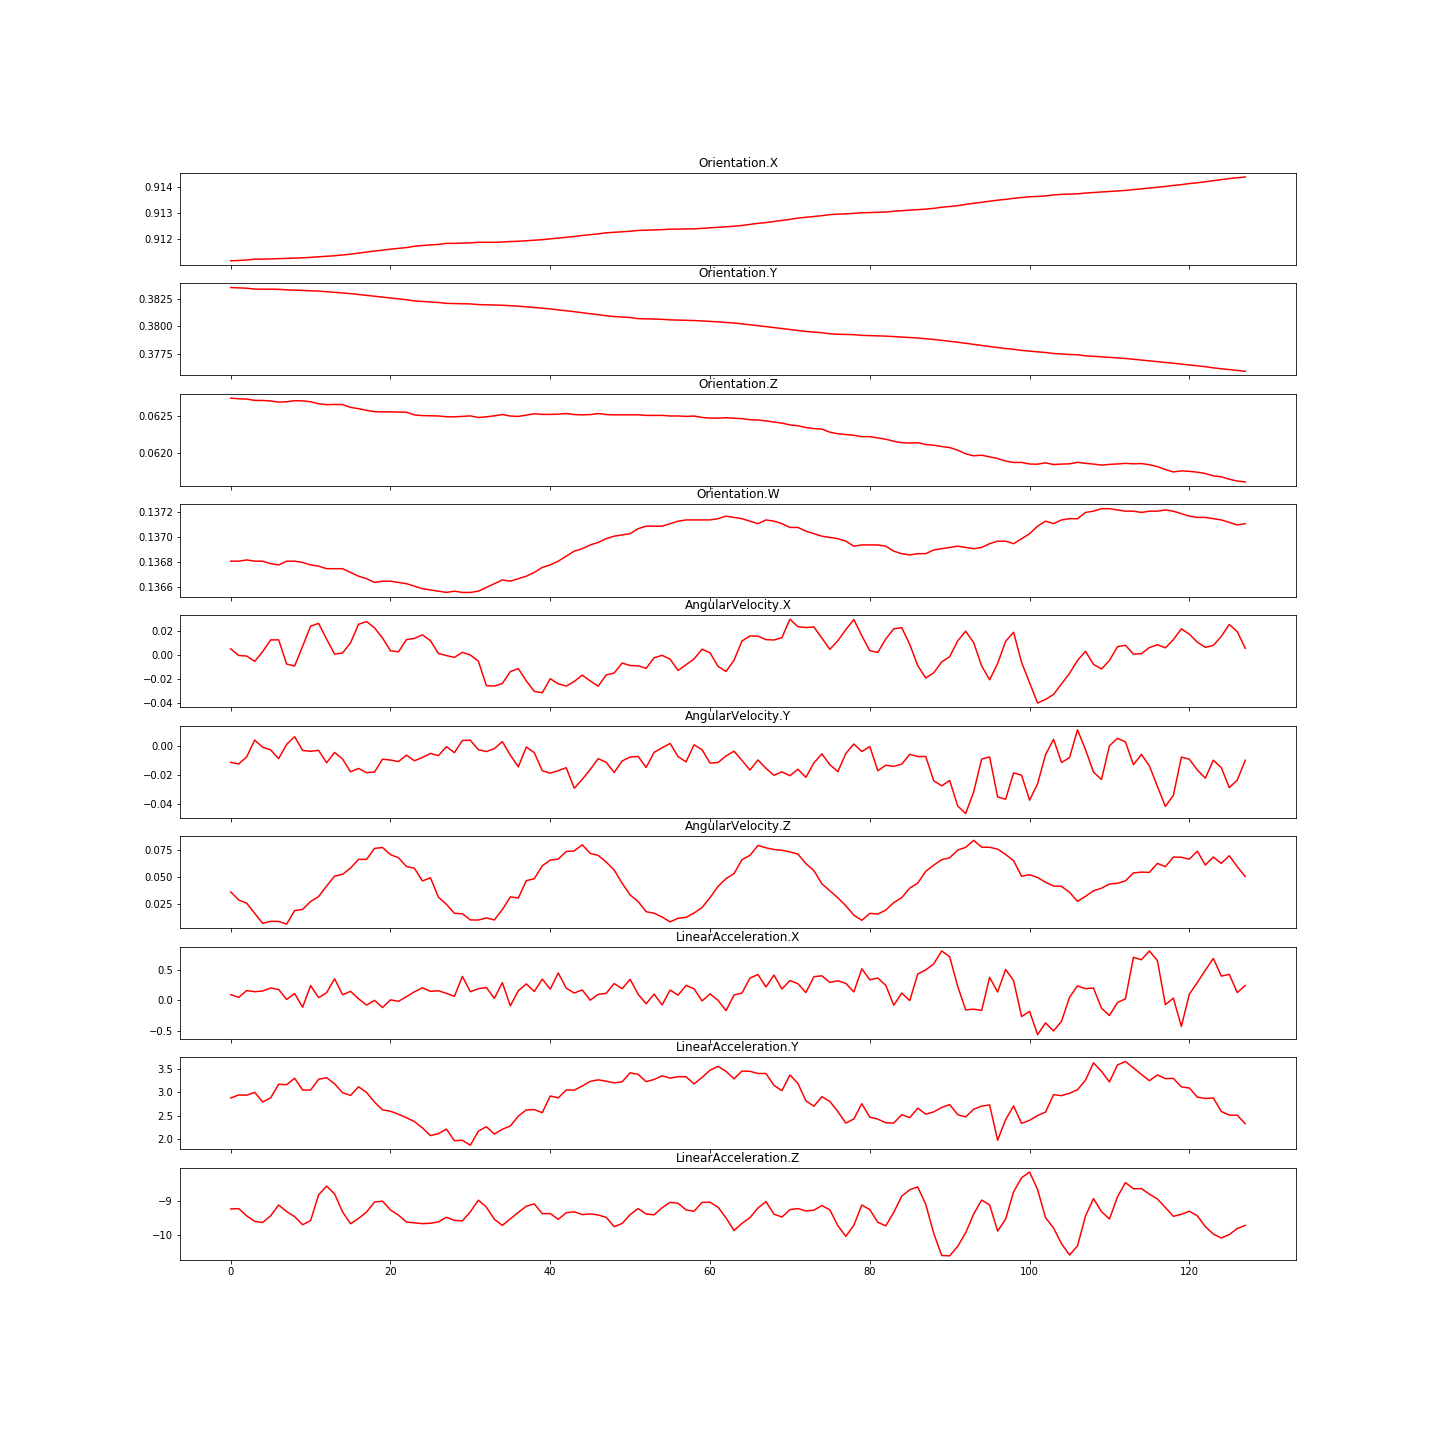 Orientation.X
0.914
0.913
0.912
Orientation.Y
0.3825
0.3800
0.3775
Orientation.Z
0.0625
0.0620
Orientation.W
0.1372
0.1370
0.1368
0.1366
AngularVelocity.X
0.02
0.00
−0.02
−0.04
AngularVelocity.Y
0.00
−0.02
−0.04
AngularVelocity.Z
0.075
0.050
0.025
LinearAcceleration.X
0.5
0.0
−0.5
LinearAcceleration.Y
3.5
3.0
2.5
2.0
LinearAcceleration.Z
−9
−10
0 20 40 60 80 100 120